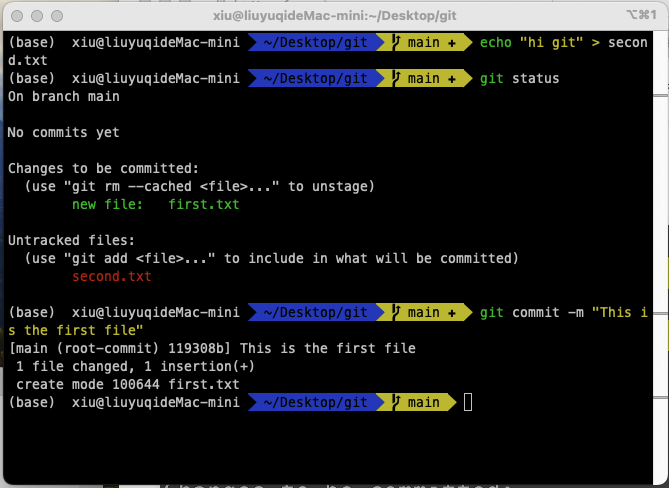 xiu@liuyuqideMac-mini:~/Desktop/git ⌥⌘1
(base) xiu@liuyuqideMac-mini ~/Desktop/git main + echo "hi git" > secon
d.txt
(base) xiu@liuyuqideMac-mini ~/Desktop/git main + git status
On branch main
No commits yet
Changes to be committed:
(use "git rm --cached <file>..." to unstage)
new file: first.txt
Untracked files:
(use "git add <file>..." to include in what will be committed)
second.txt
(base) xiu@liuyuqideMac-mini ~/Desktop/git main + git commit -m "This i
s the first file"
[main (root-commit) 119308b] This is the first file
1 file changed, 1 insertion(+)
create mode 100644 first.txt
(base) xiu@liuyuqideMac-mini ~/Desktop/git main